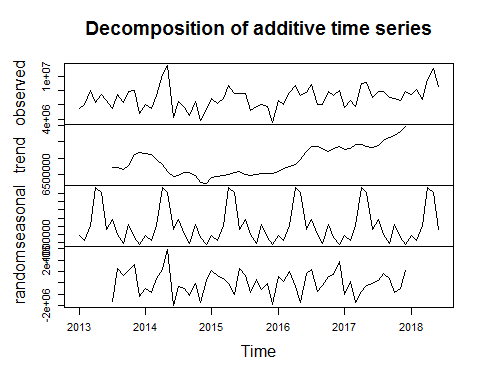 Decomposition of additive time series
observed
4e+06
1e+07
trend
6500000
seasonal
random
-2e+06
2e+06
2013
2014
2015
2016
2017
2018
Time